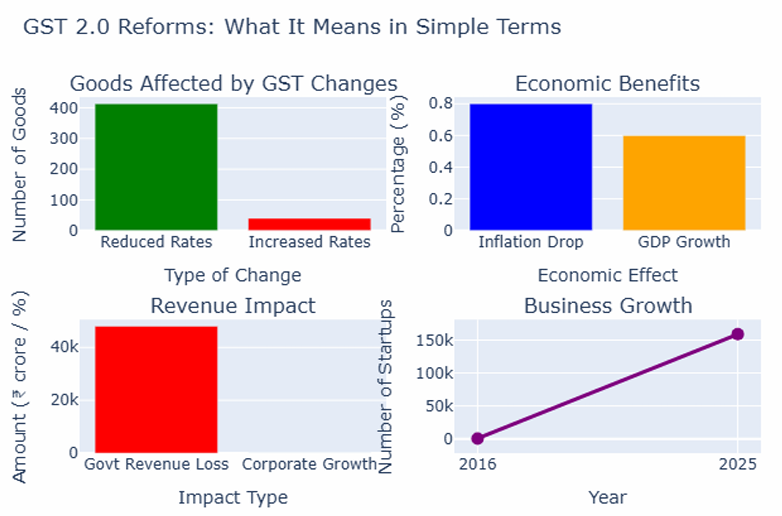 GST 2.0 Reforms: What It Means in Simple Terms
Goods Affected by GST Changes
Number of Goods
400
300
200
100
0
Reduced Rates
Increased Rates
Type of Change
Economic Benefits
Percentage (%)
0.8
0.6
0.4
0.2
0
Inflation Drop
GDP Growth
Economic Effect
Revenue Impact
Amount (₹ crore / %)
40k
20k
0
Govt Revenue Loss
Corporate Growth
Impact Type
Business Growth
Number of Startups
150k
100k
50k
0
2016
2025
Year